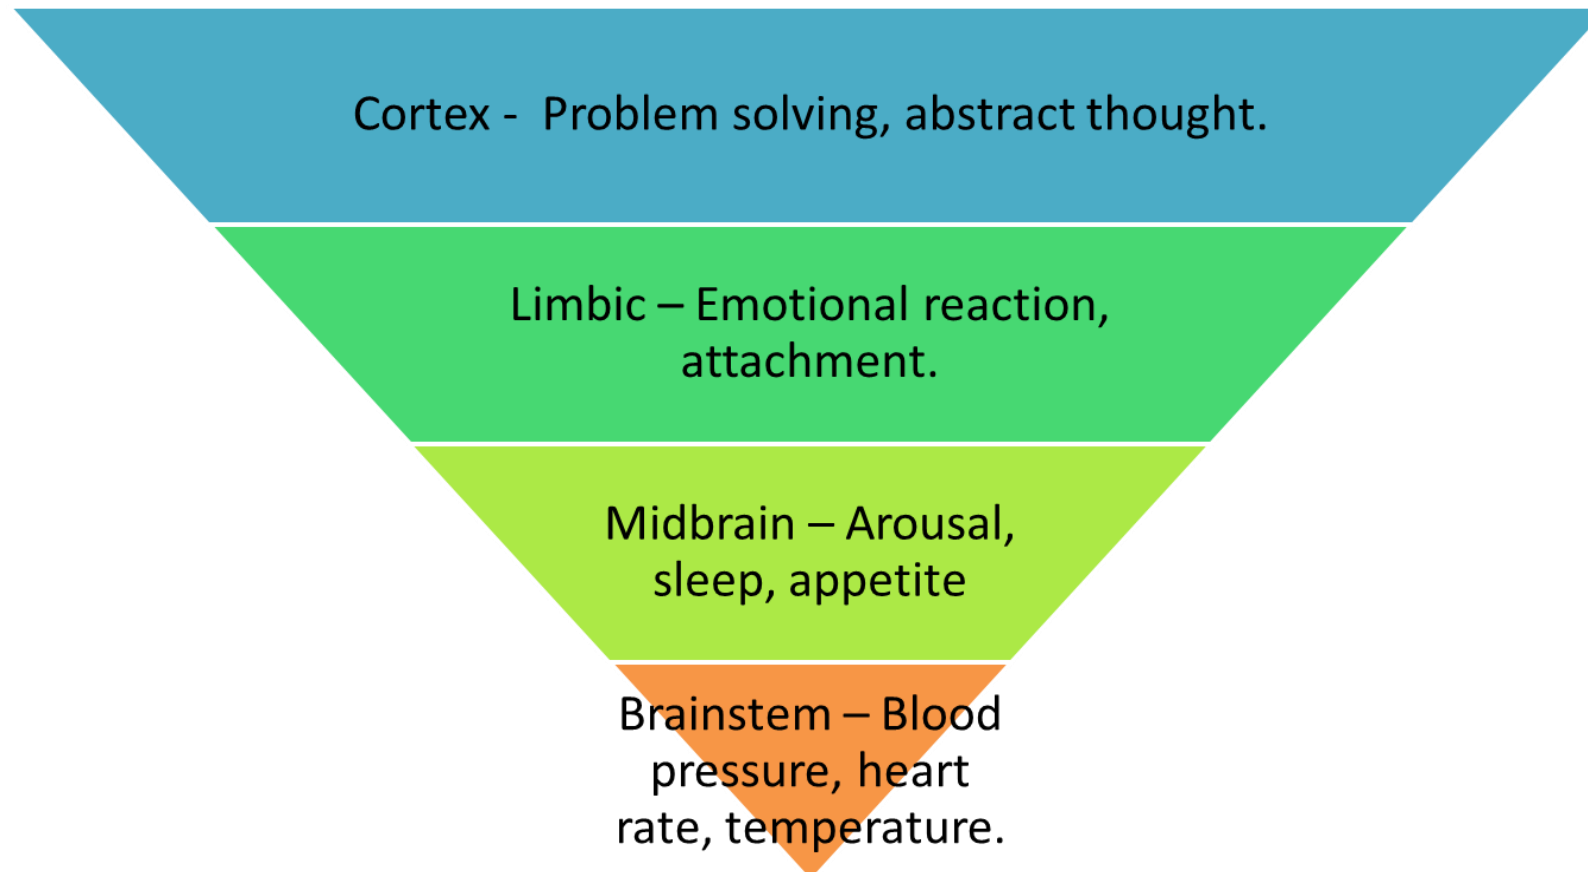 Cortex -  Problem solving, abstract thought.
Limbic – Emotional reaction,
attachment.
Midbrain – Arousal,
sleep, appetite
Brainstem – Blood
pressure, heart
rate, temperature.